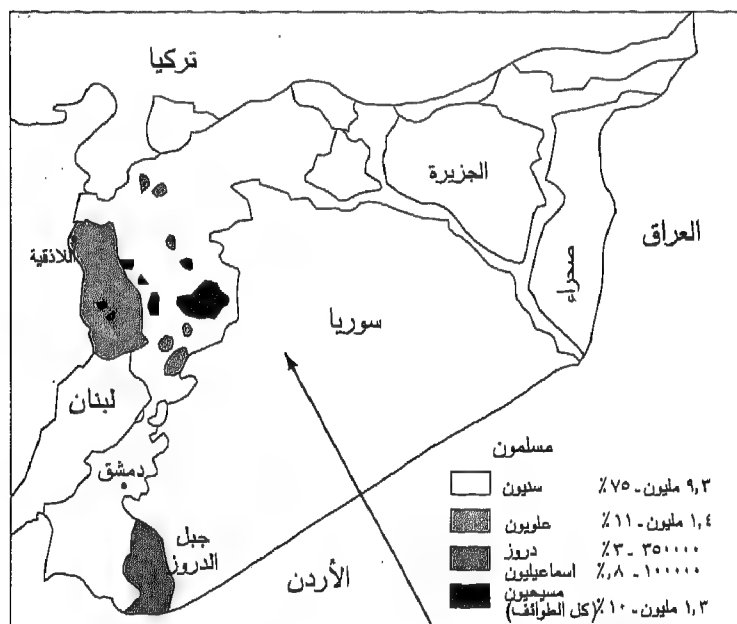 تركيا
الجزيرة
اللاذقية
العراق
صحراء
سوريا
لبنان
دمشق
جبل
الدروز
الأردن
مسلمون
سنيون ٩,٣ مليون - ٧٥٪
علويون ١,٤ مليون - ١١٪
دروز ٣٥٠٠٠٠ - ٣٪
اسماعيليون ١٠٠٠٠٠ - ٨,٪
مسيحيون
(كل الطوائف) ١,٣ مليون - ١٠٪